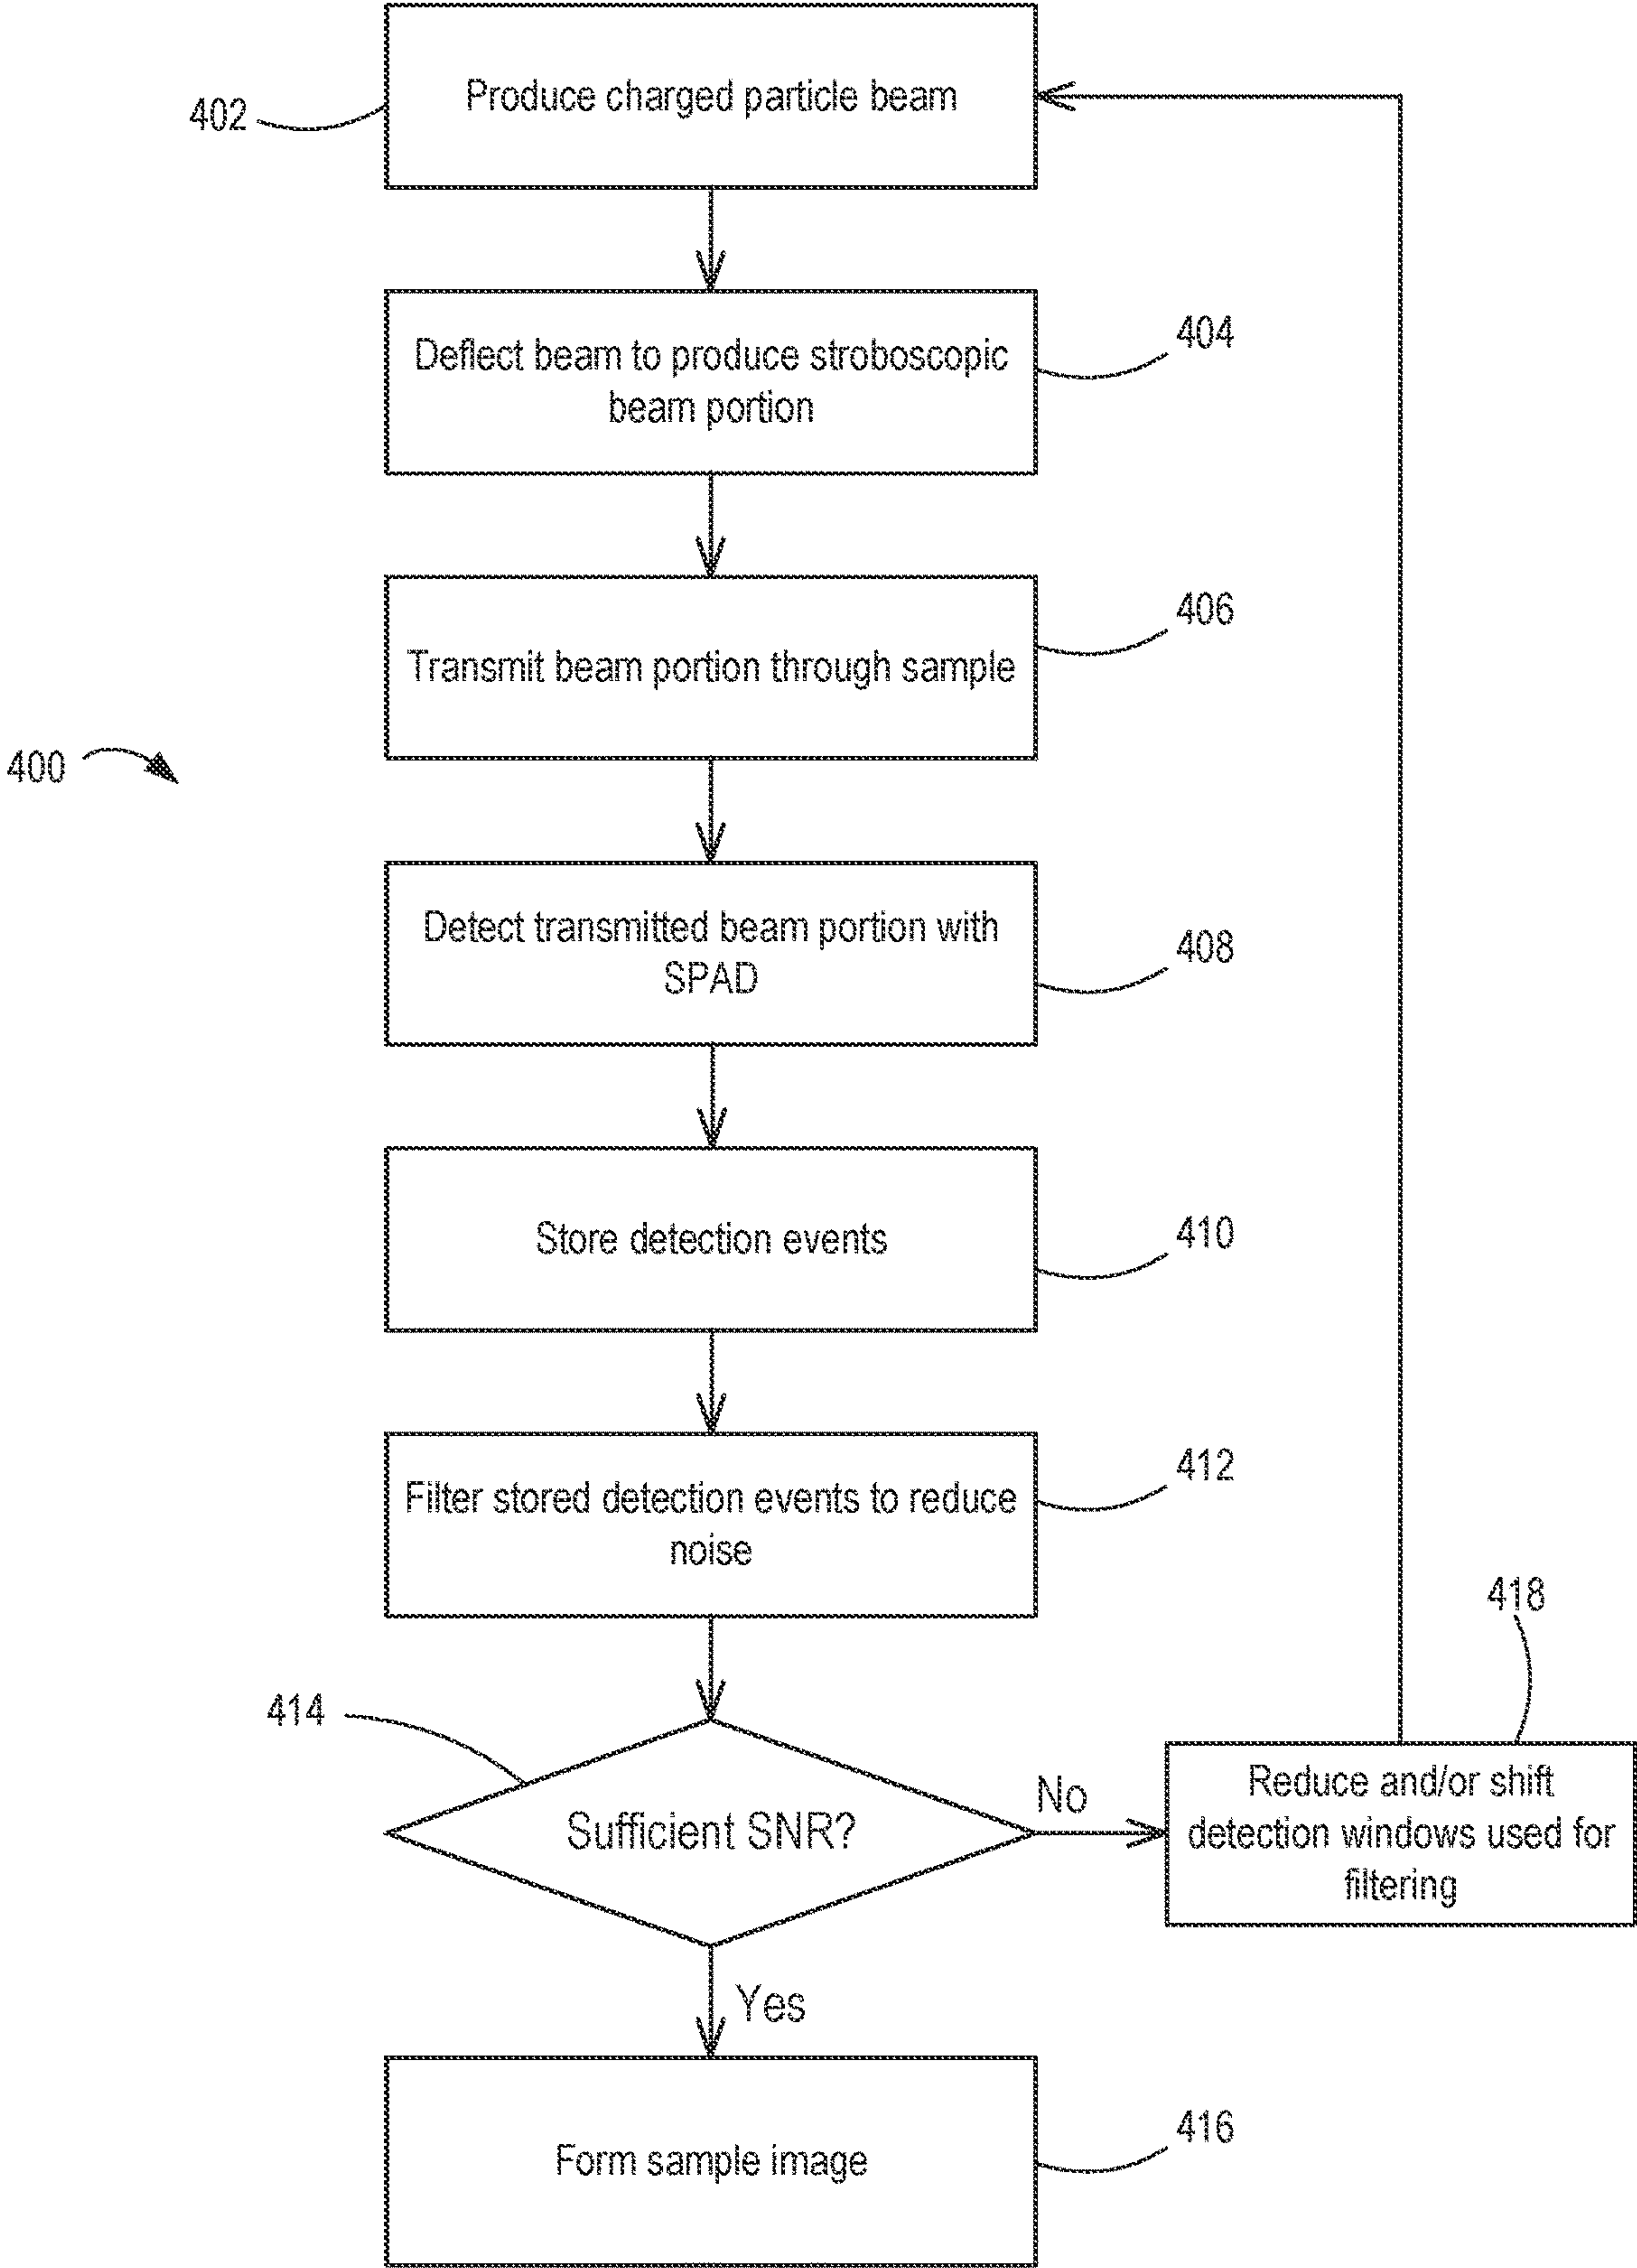 Produce charged particle beam
402
Deflect beam to produce stroboscopic
beam portion
404
Transmit beam portion through sample
406
400
Detect transmitted beam portion with
SPAD
408
Store detection events
410
Filter stored detection events to reduce
noise
412
418
414
Sufficient SNR?
No
Reduce and/or shift
detection windows used for
filtering
Yes
Form sample image
416